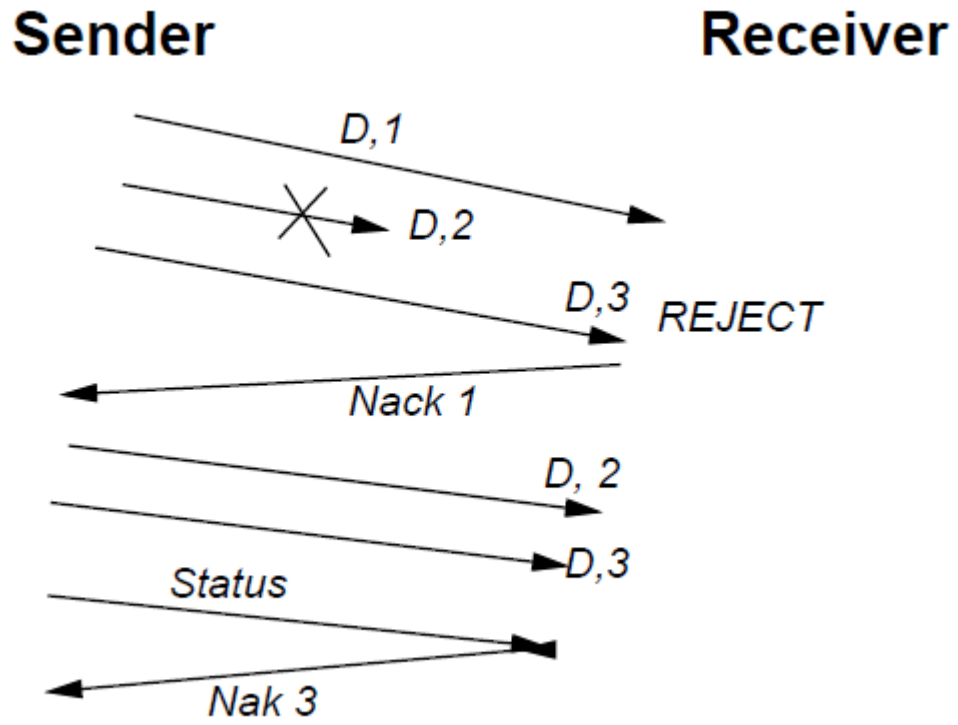 Sender
Receiver
D,1
D,2
D,3
REJECT
Nack 1
D, 2
D,3
Status
Nak 3